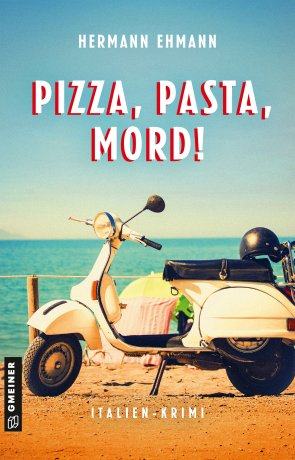 HERMANN EHMANN
PIZZA, PASTA,
MORD!
ITALIEN-KRIMI
GMEINER